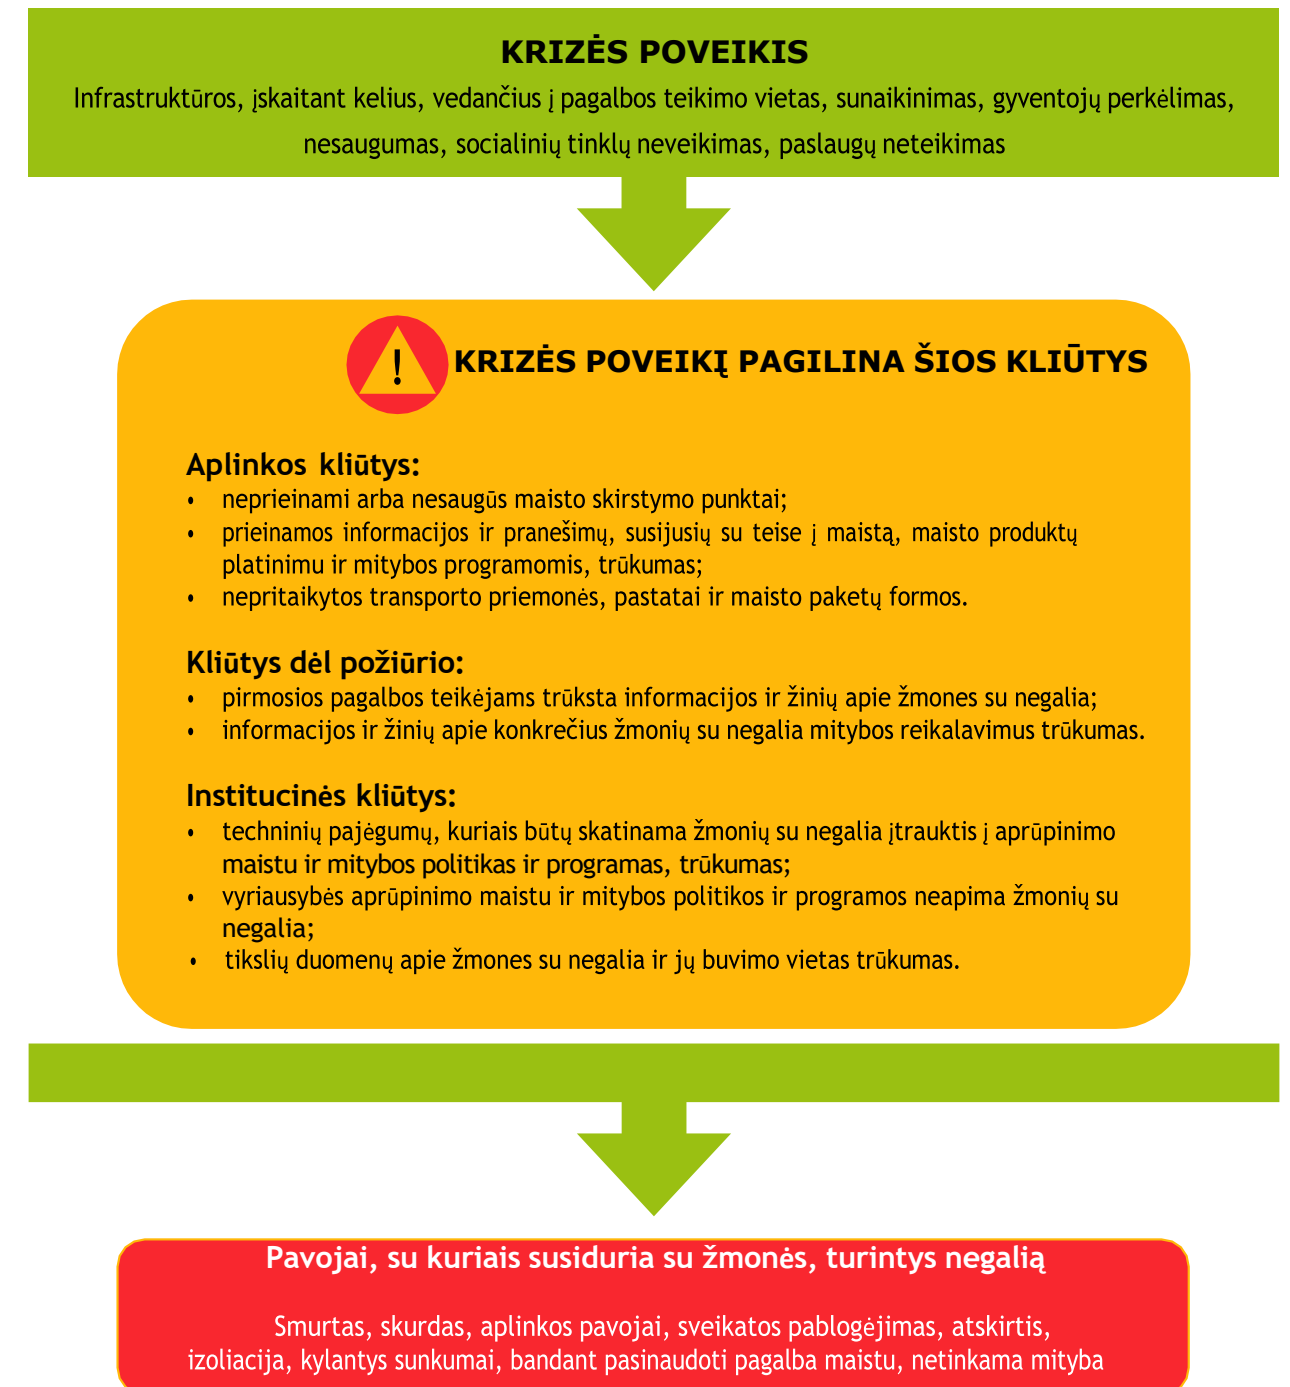 KRIZĖS POVEIKIS
Infrastruktūros, įskaitant kelius, vedančius į pagalbos teikimo vietas, sunaikinimas, gyventojų perkėlimas,
nesaugumas, socialinių tinklų neveikimas, paslaugų neteikimas
!
KRIZĖS POVEIKĮ PAGILINA ŠIOS KLIŪTYS
Aplinkos kliūtys:
• neprieinami arba nesaugūs maisto skirstymo punktai;
• prieinamos informacijos ir pranešimų, susijusių su teise į maistą, maisto produktų
platinimu ir mitybos programomis, trūkumas;
• nepritaikytos transporto priemonės, pastatai ir maisto paketų formos.
Kliūtys dėl požiūrio:
• pirmosios pagalbos teikėjams trūksta informacijos ir žinių apie žmones su negalia;
• informacijos ir žinių apie konkrečius žmonių su negalia mitybos reikalavimus trūkumas.
Institucinės kliūtys:
• techninių pajėgumų, kuriais būtų skatinama žmonių su negalia įtrauktis į aprūpinimo
maistu ir mitybos politikas ir programas, trūkumas;
• vyriausybės aprūpinimo maistu ir mitybos politikos ir programos neapima žmonių su
negalia;
• tikslių duomenų apie žmones su negalia ir jų buvimo vietas trūkumas.
Pavojai, su kuriais susiduria su žmonės, turintys negalią
Smurtas, skurdas, aplinkos pavojai, sveikatos pablogėjimas, atskirtis,
izoliacija, kylantys sunkumai, bandant pasinaudoti pagalba maistu, netinkama mityba